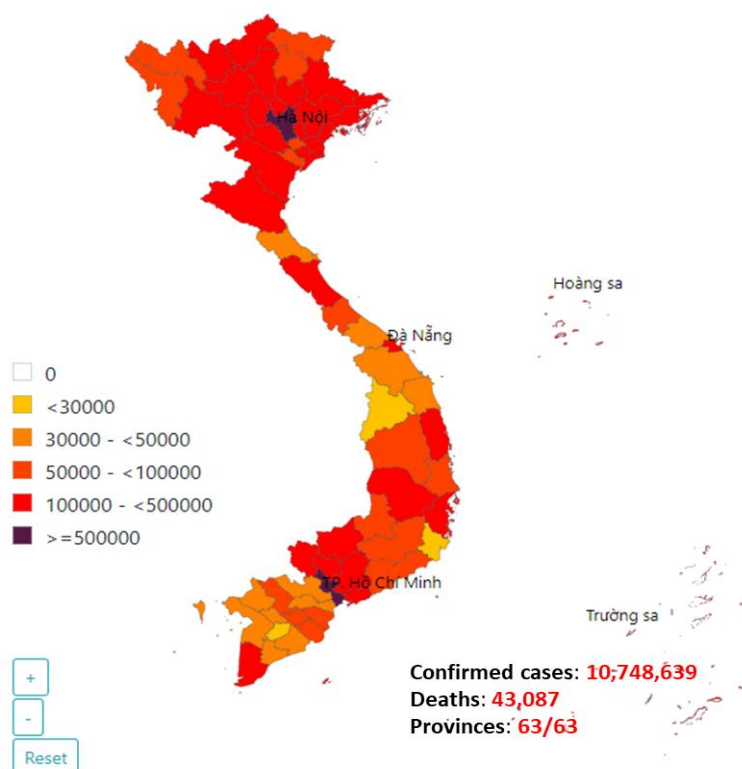 Hà Nội
Hoàng sa
Đà Nẵng
0
<30000
30000 - <50000
50000 - <100000
100000 - <500000
>=500000
TP. Hồ Chí Minh
Trường sa
Confirmed cases: 10,748,639
Deaths: 43,087
Provinces: 63/63
+
-
Reset